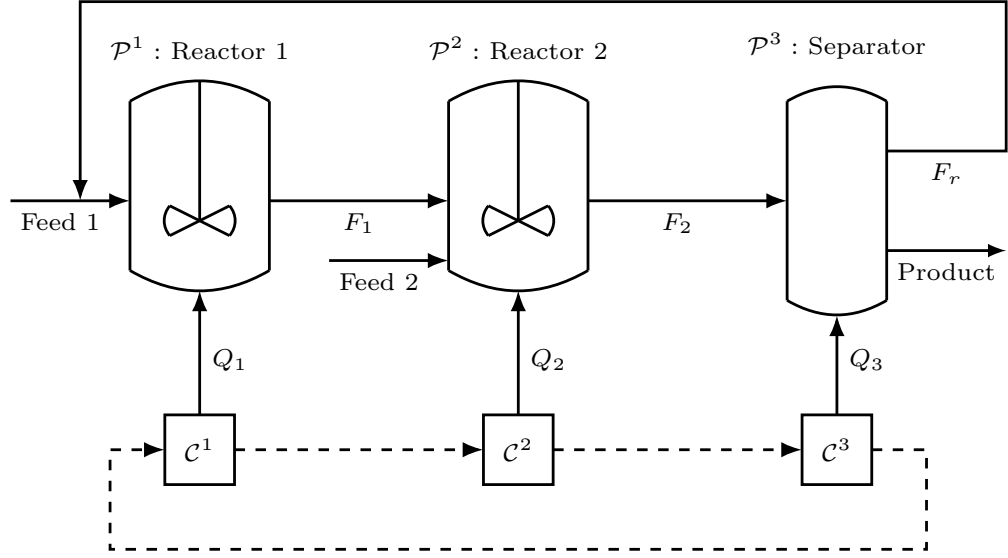 𝒫¹ : Reactor 1
𝒫² : Reactor 2
𝒫³ : Separator
Feed 1
F₁
F₂
Fᵣ
Feed 2
Product
Q₁
Q₂
Q₃
𝒞¹
𝒞²
𝒞³